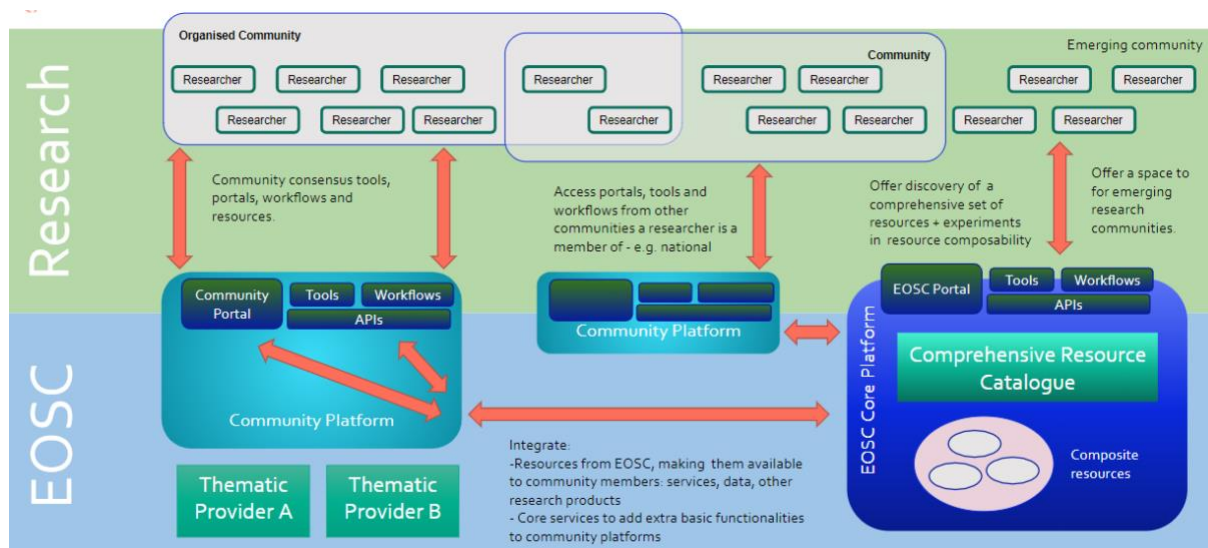 Research
Organised Community
Researcher
Researcher
Researcher
Researcher
Researcher
Researcher
Researcher
Researcher
Community
Researcher
Researcher
Researcher
Researcher
Emerging community
Researcher
Researcher
Researcher
Researcher
Community consensus tools,
portals, workflows and
resources.
Access portals, tools and
workflows from other
communities a researcher is a
member of - e.g. national
Offer discovery of a
comprehensive set of
resources + experiments
in resource composability
Offer a space to
for emerging
research
communities.
EOSC
Community
Portal
Tools
Workflows
APIs
Community Platform
Community Platform
EOSC Core Platform
EOSC Portal
Tools
Workflows
APIs
Comprehensive Resource
Catalogue
Composite
resources
Thematic
Provider A
Thematic
Provider B
Integrate:
-Resources from EOSC, making them available
to community members: services, data, other
research products
- Core services to add extra basic functionalities
to community platforms